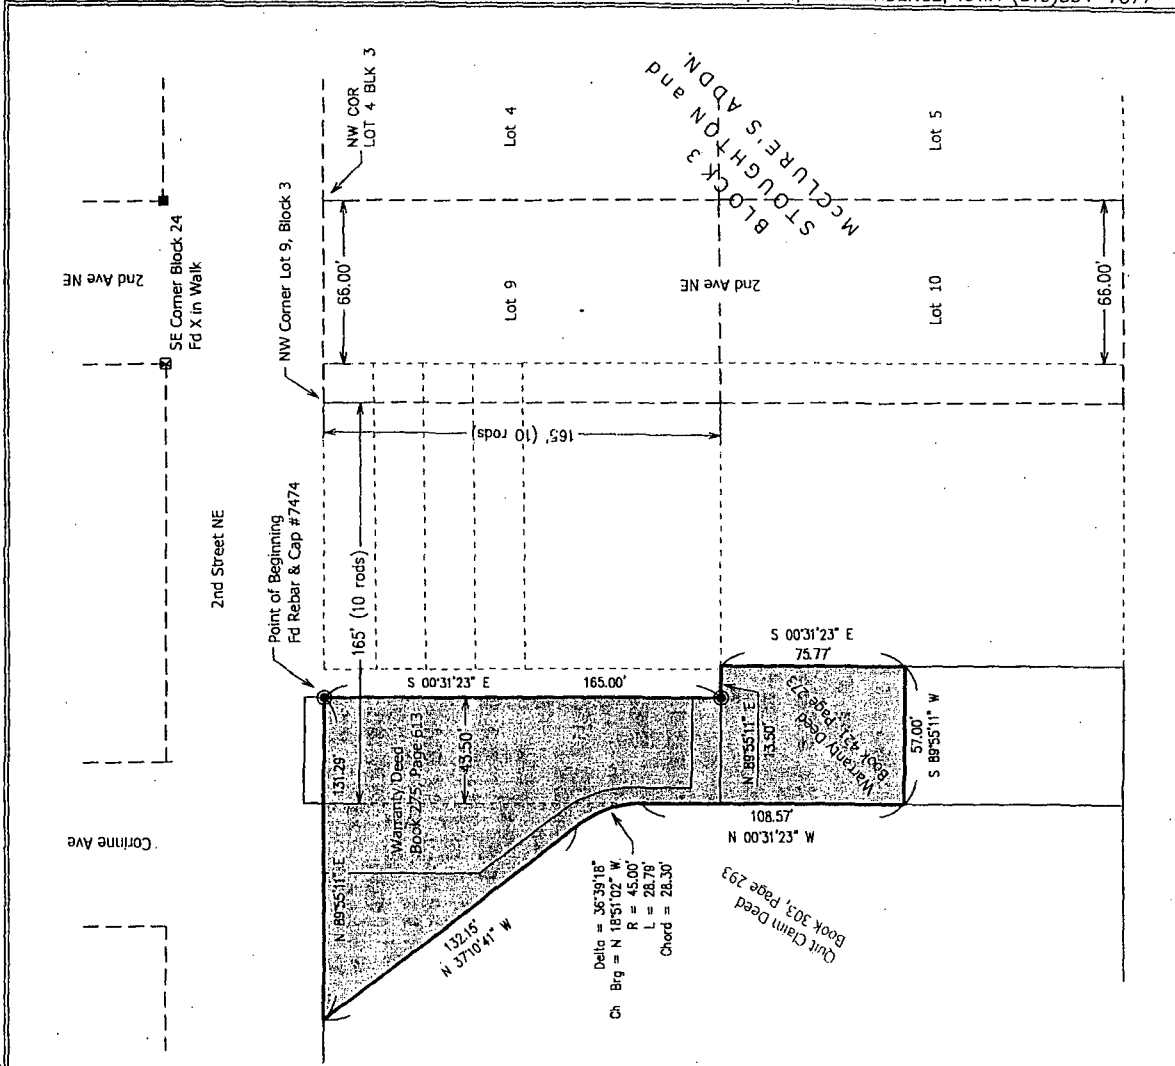 NW COR
LOT 4 BLK 3
Lot 4
BLOCK 3
STOUGHTON and
McCLURE'S ADDN.
Lot 5
2nd Ave NE
SE Corner Block 24
Fd X in Walk
NW Corner Lot 9, Block 3
66.00'
Lot 9
2nd Ave NE
Lot 10
66.00'
165' (10 rods)
2nd Street NE
Point of Beginning
Fd Rebar & Cap #7474
165' (10 rods)
S 00°31'23" E 165.00'
S 00°31'23" E
75.77'
131.29'
N 89°55'11" E
Warranty Deed
Book 275, Page 613
43.50'
N 89°55'11" E
13.50'
Warranty Deed
Book 421, Page 273
57.00'
S 89°55'11" W
108.57'
N 00°31'23" W
Corinne Ave
132.15'
N 37°10'41" W
Delta = 36°39'18"
Ch Brg = N 18°51'02" W
R = 45.00'
L = 28.79'
Chord = 28.30'
Quit Claim Deed
Book 303, Page 293